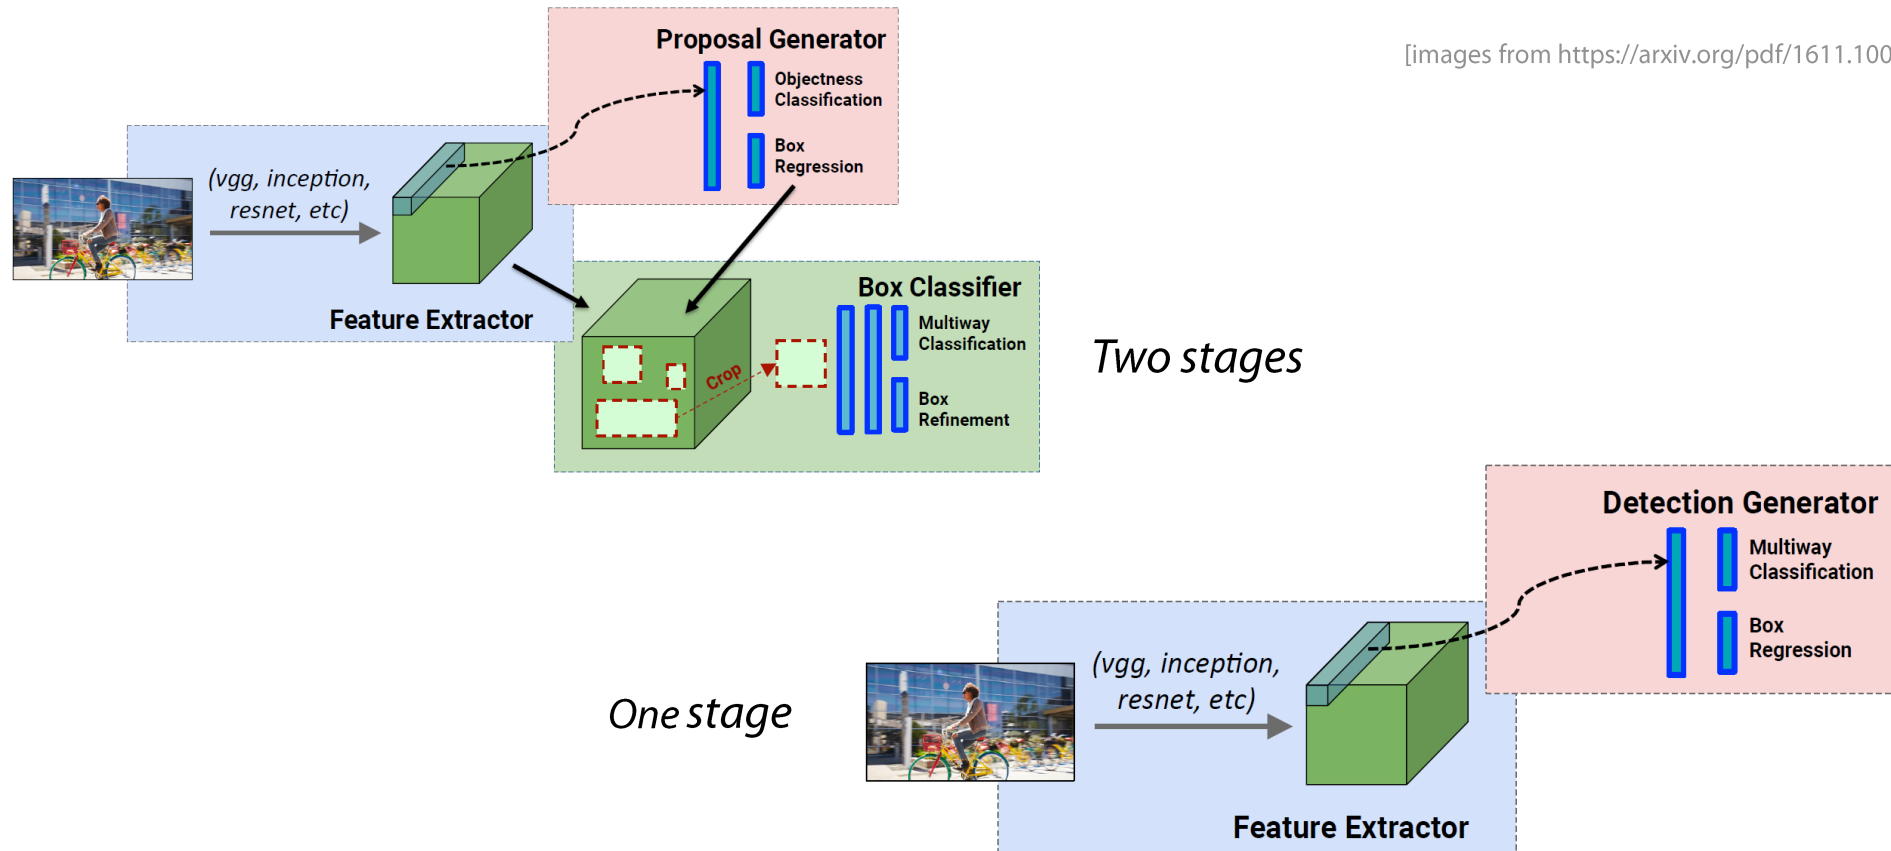 Proposal Generator
[images from https://arxiv.org/pdf/1611.100
Objectness
Classification
Box
Regression
(vgg, inception,
resnet, etc)
Feature Extractor
Box Classifier
Multiway
Classification
Crop
Box
Refinement
Two stages
Detection Generator
Multiway
Classification
Box
Regression
(vgg, inception,
resnet, etc)
One stage
Feature Extractor